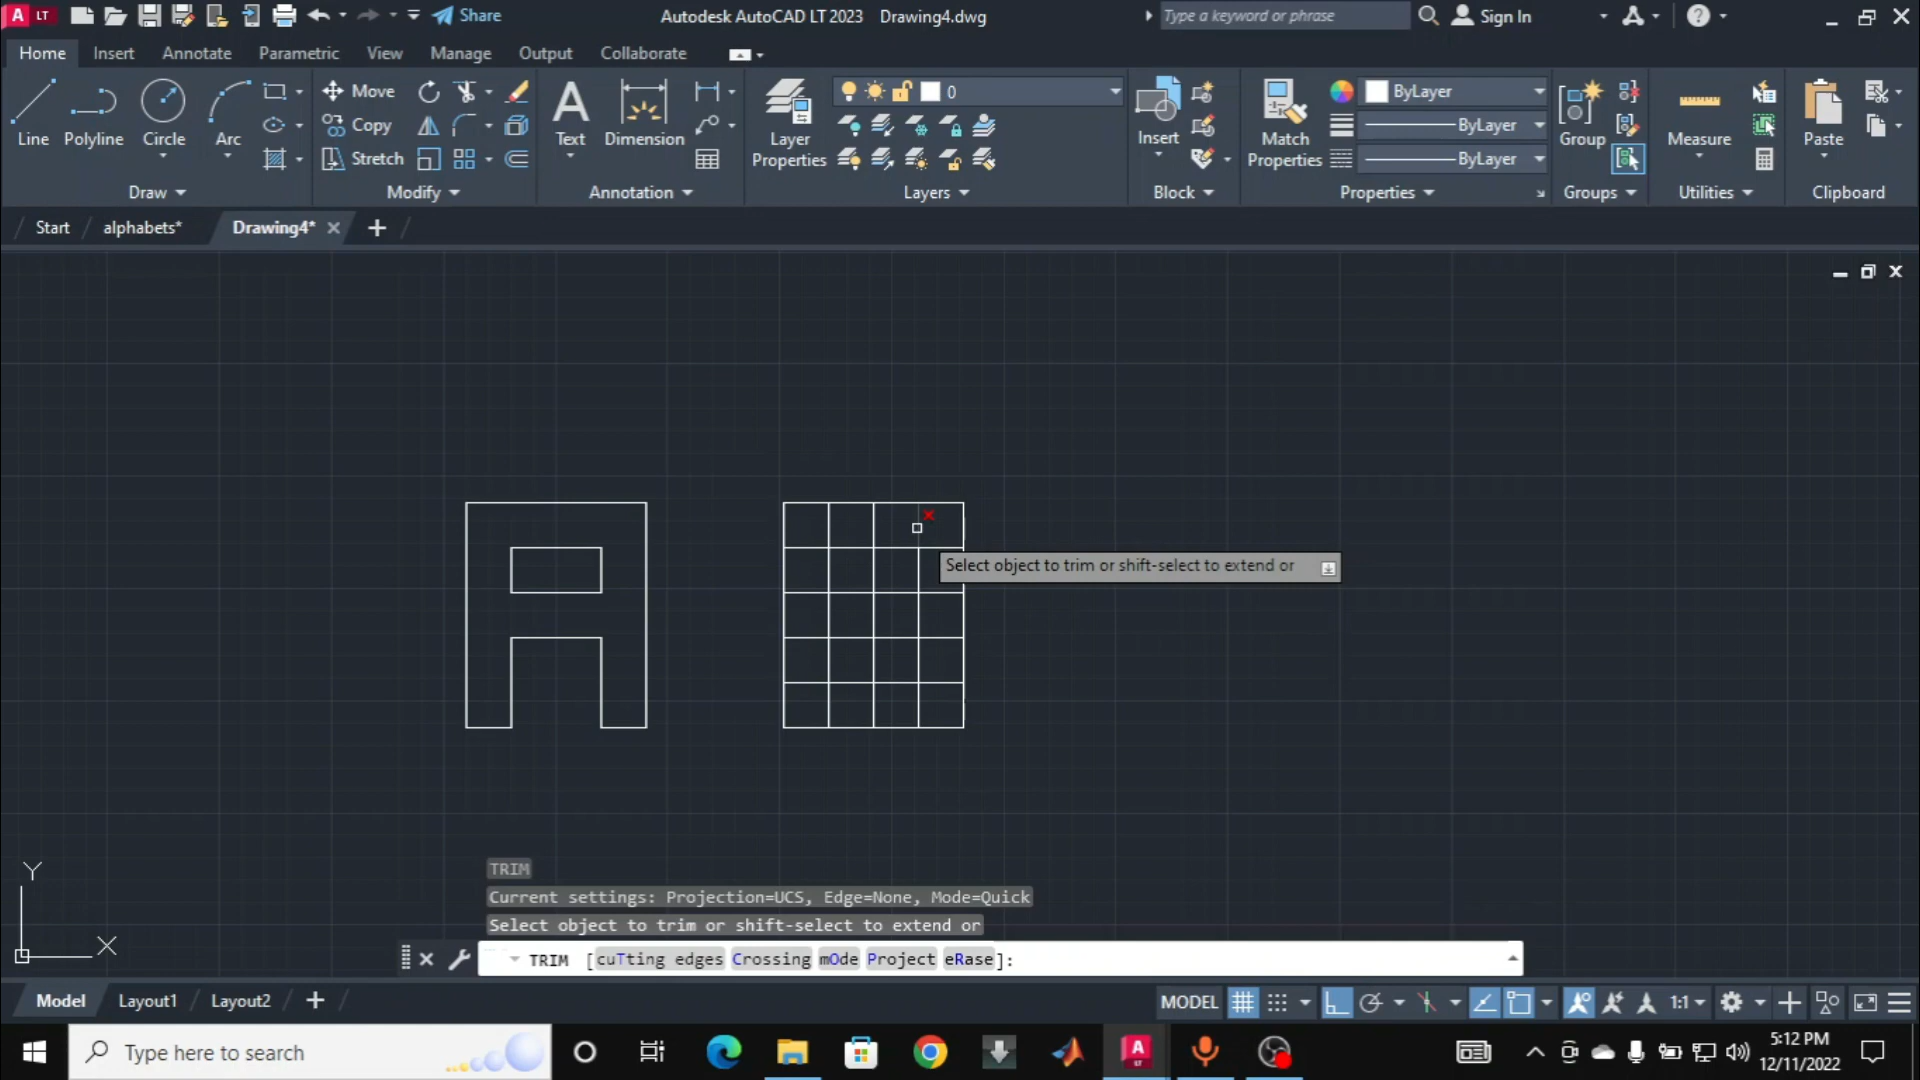 A LT Share Autodesk AutoCAD LT 2023 Drawing4.dwg Type a keyword or phrase Sign In
Home Insert Annotate Parametric View Manage Output Collaborate
Line Polyline Circle Arc
Move
Copy
Stretch
Text Dimension
Layer Properties
0
Insert
Match Properties
ByLayer
ByLayer
ByLayer
Group
Measure
Paste
Draw Modify Annotation Layers Block Properties Groups Utilities Clipboard
Start alphabets* Drawing4*
Select object to trim or shift-select to extend or
Y
X
TRIM
Current settings: Projection=UCS, Edge=None, Mode=Quick
Select object to trim or shift-select to extend or
TRIM [cuTting edges Crossing mOde Project eRase]:
Model Layout1 Layout2 MODEL 1:1
Type here to search
5:12 PM
12/11/2022